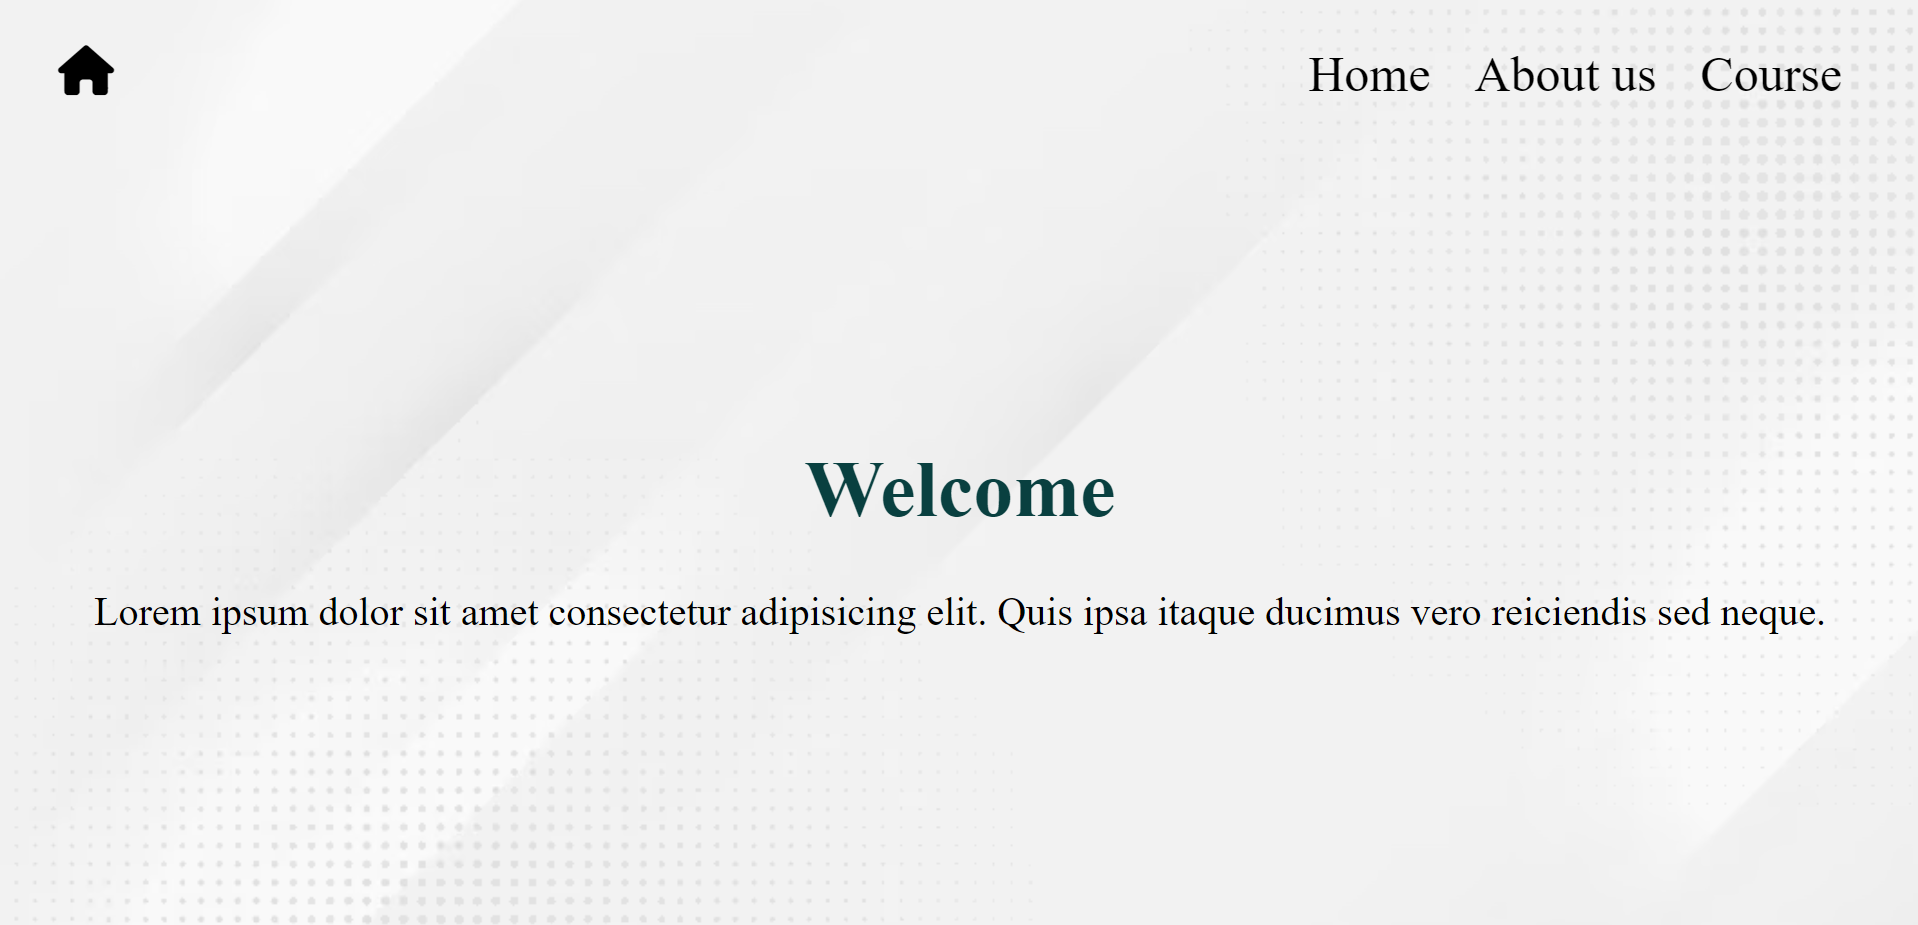 Home About us Course
Welcome
Lorem ipsum dolor sit amet consectetur adipisicing elit. Quis ipsa itaque ducimus vero reiciendis sed neque.